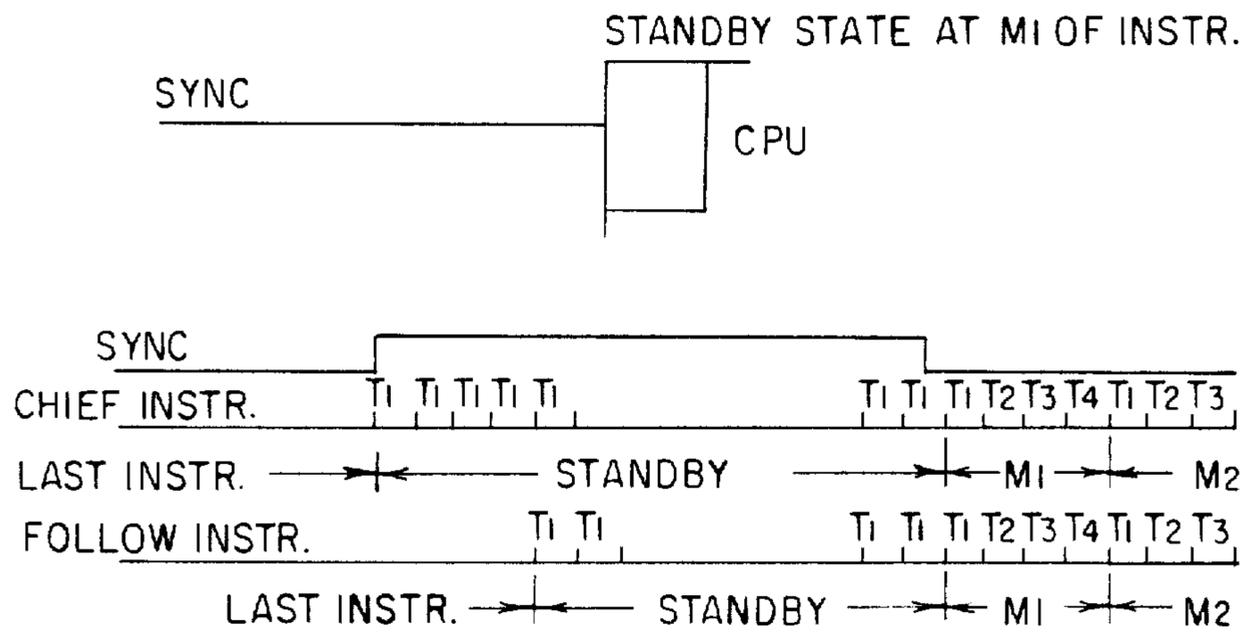 STANDBY STATE AT M1 OF INSTR.
SYNC
CPU
SYNC
CHIEF INSTR. T1 T1 T1 T1 T1 T1 T1 T1 T2 T3 T4 T1 T2 T3
LAST INSTR. STANDBY M1 M2
FOLLOW INSTR. T1 T1 T1 T1 T1 T2 T3 T4 T1 T2 T3
LAST INSTR. STANDBY M1 M2